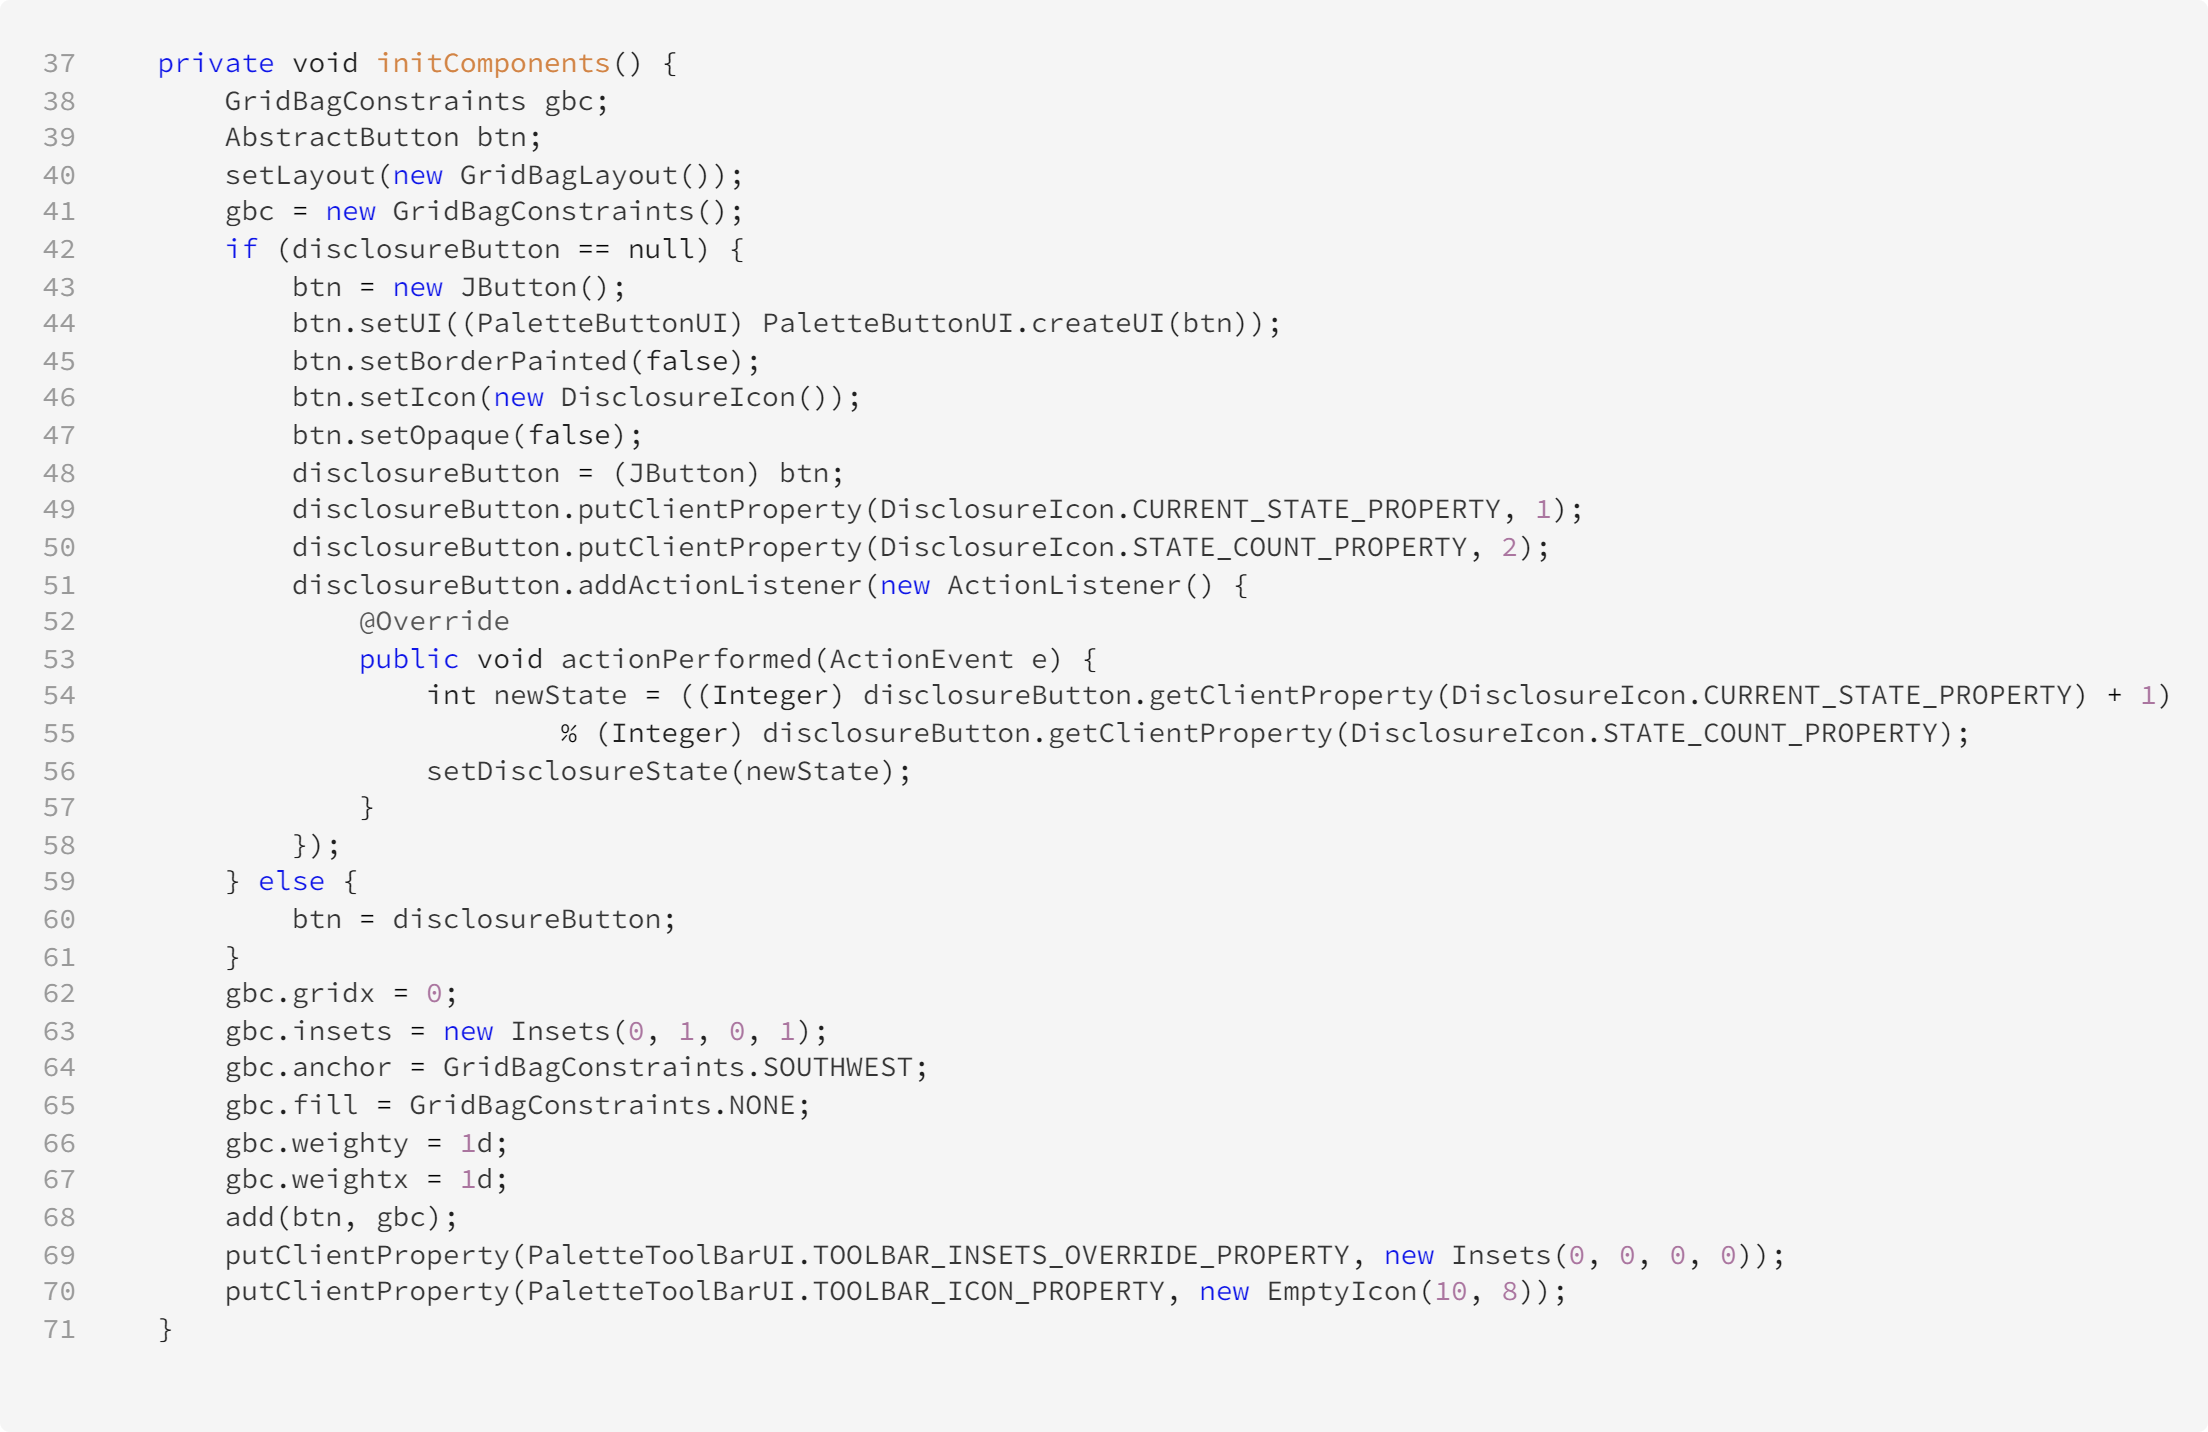 37     private void initComponents() {
38         GridBagConstraints gbc;
39         AbstractButton btn;
40         setLayout(new GridBagLayout());
41         gbc = new GridBagConstraints();
42         if (disclosureButton == null) {
43             btn = new JButton();
44             btn.setUI((PaletteButtonUI) PaletteButtonUI.createUI(btn));
45             btn.setBorderPainted(false);
46             btn.setIcon(new DisclosureIcon());
47             btn.setOpaque(false);
48             disclosureButton = (JButton) btn;
49             disclosureButton.putClientProperty(DisclosureIcon.CURRENT_STATE_PROPERTY, 1);
50             disclosureButton.putClientProperty(DisclosureIcon.STATE_COUNT_PROPERTY, 2);
51             disclosureButton.addActionListener(new ActionListener() {
52                 @Override
53                 public void actionPerformed(ActionEvent e) {
54                     int newState = ((Integer) disclosureButton.getClientProperty(DisclosureIcon.CURRENT_STATE_PROPERTY) + 1)
55                             % (Integer) disclosureButton.getClientProperty(DisclosureIcon.STATE_COUNT_PROPERTY);
56                     setDisclosureState(newState);
57                 }
58             });
59         } else {
60             btn = disclosureButton;
61         }
62         gbc.gridx = 0;
63         gbc.insets = new Insets(0, 1, 0, 1);
64         gbc.anchor = GridBagConstraints.SOUTHWEST;
65         gbc.fill = GridBagConstraints.NONE;
66         gbc.weighty = 1d;
67         gbc.weightx = 1d;
68         add(btn, gbc);
69         putClientProperty(PaletteToolBarUI.TOOLBAR_INSETS_OVERRIDE_PROPERTY, new Insets(0, 0, 0, 0));
70         putClientProperty(PaletteToolBarUI.TOOLBAR_ICON_PROPERTY, new EmptyIcon(10, 8));
71     }